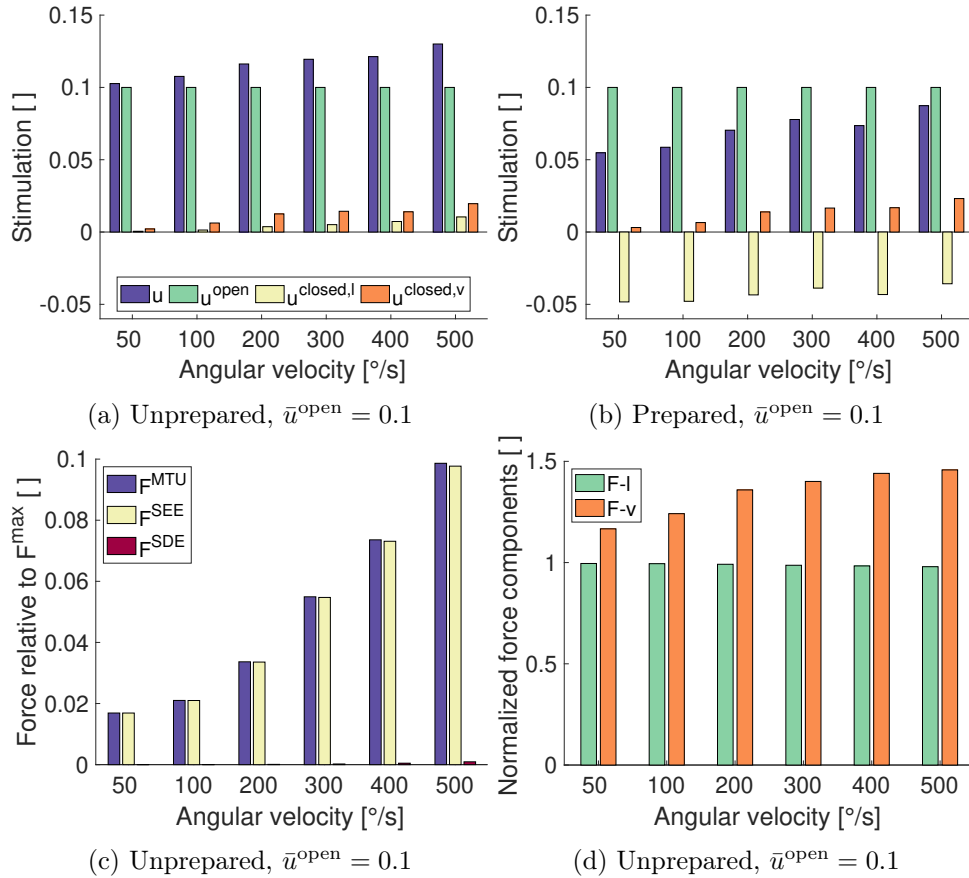 0.15
0.1
0.05
0
-0.05
Stimulation [ ]
u u^open u^closed,l u^closed,v
50 100 200 300 400 500
Angular velocity [°/s]
(a) Unprepared, ū^open = 0.1
0.15
0.1
0.05
0
-0.05
Stimulation [ ]
50 100 200 300 400 500
Angular velocity [°/s]
(b) Prepared, ū^open = 0.1
0.1
0.08
0.06
0.04
0.02
0
Force relative to F^max [ ]
F^MTU
F^SEE
F^SDE
50 100 200 300 400 500
Angular velocity [°/s]
(c) Unprepared, ū^open = 0.1
1.5
1
0.5
0
Normalized force components [ ]
F-l
F-v
50 100 200 300 400 500
Angular velocity [°/s]
(d) Unprepared, ū^open = 0.1